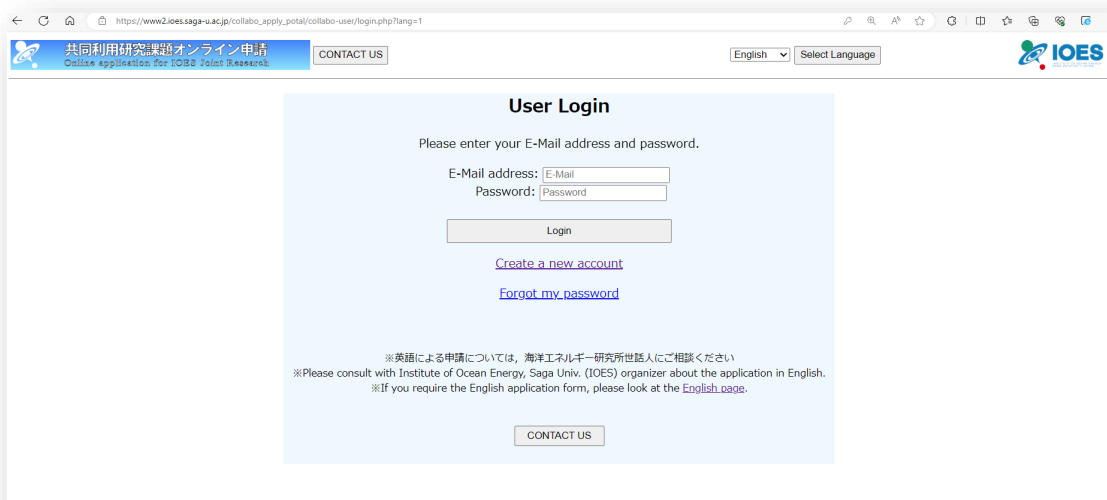 https://www2.ioes.saga-u.ac.jp/collabo_apply_potal/collabo-user/login.php?lang=1
共同利用研究課題オンライン申請
Online application for IOES Joint Research
CONTACT US
English
Select Language
IOES
User Login
Please enter your E-Mail address and password.
E-Mail address: E-Mail
Password: Password
Login
Create a new account
Forgot my password
※英語による申請については，海洋エネルギー研究所世話人にご相談ください
※Please consult with Institute of Ocean Energy, Saga Univ. (IOES) organizer about the application in English.
※If you require the English application form, please look at the English page.
CONTACT US